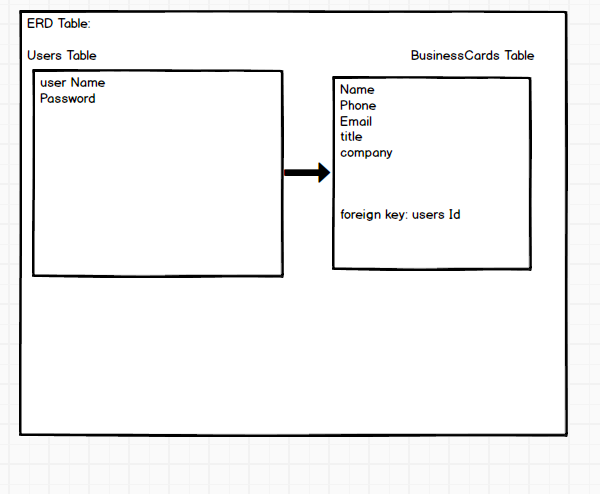 ERD Table:
Users Table
BusinessCards Table
user Name
Password
Name
Phone
Email
title
company
foreign key: users Id